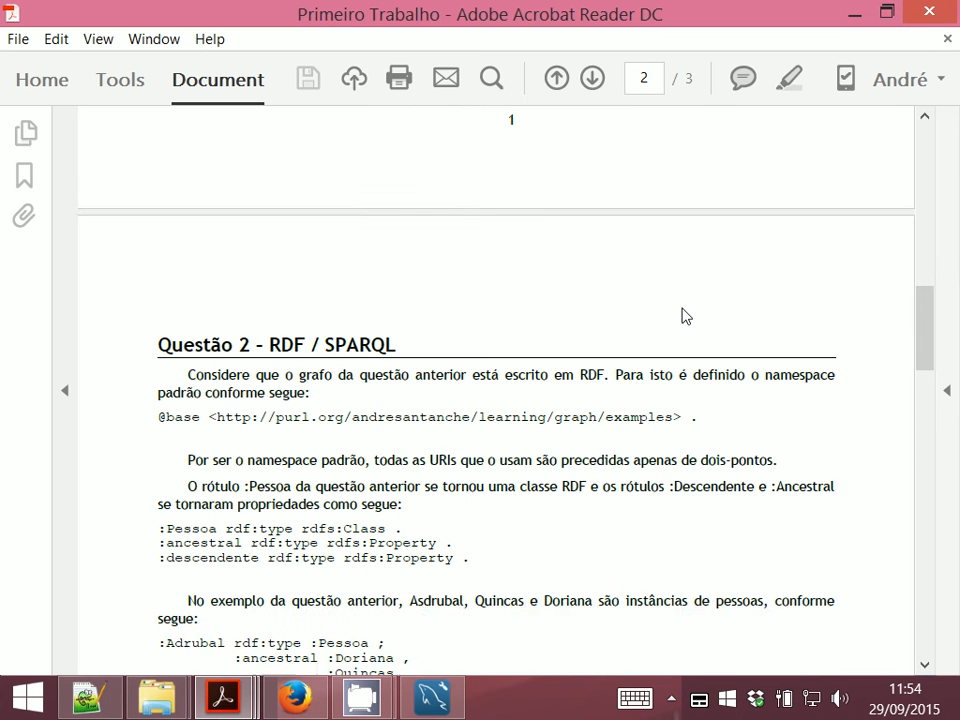 Primeiro Trabalho - Adobe Acrobat Reader DC
File Edit View Window Help
Home Tools Document 2 / 3 André
1
Questão 2 – RDF / SPARQL
Considere que o grafo da questão anterior está escrito em RDF. Para isto é definido o namespace
padrão conforme segue:
@base <http://purl.org/andresantanche/learning/graph/examples> .
Por ser o namespace padrão, todas as URIs que o usam são precedidas apenas de dois-pontos.
O rótulo :Pessoa da questão anterior se tornou uma classe RDF e os rótulos :Descendente e :Ancestral
se tornaram propriedades como segue:
:Pessoa rdf:type rdfs:Class .
:ancestral rdf:type rdfs:Property .
:descendente rdf:type rdfs:Property .
No exemplo da questão anterior, Asdrubal, Quincas e Doriana são instâncias de pessoas, conforme
segue:
:Adrubal rdf:type :Pessoa ;
:ancestral :Doriana ,
:Quincas
11:54
29/09/2015